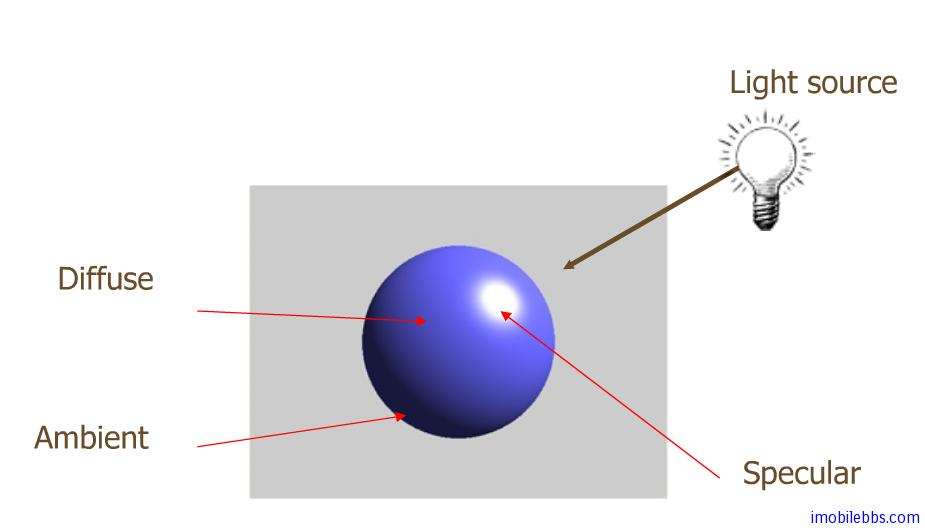 Light source
Diffuse
Ambient
Specular
imobilebbs.com